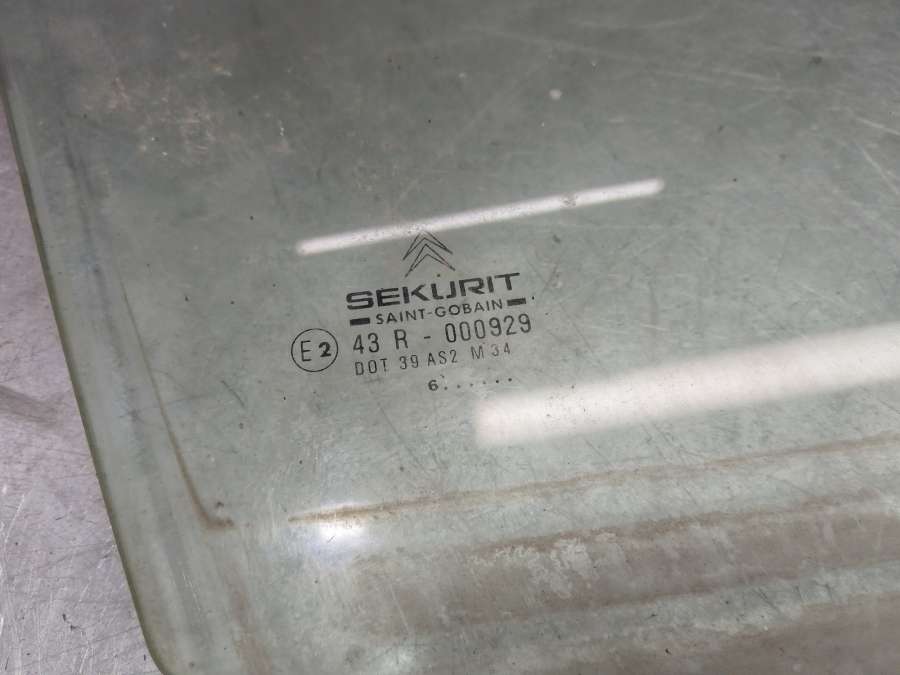 SEKURIT
SAINT-GOBAIN
E2 43 R - 000929
DOT 39 AS2 M 34
6.......